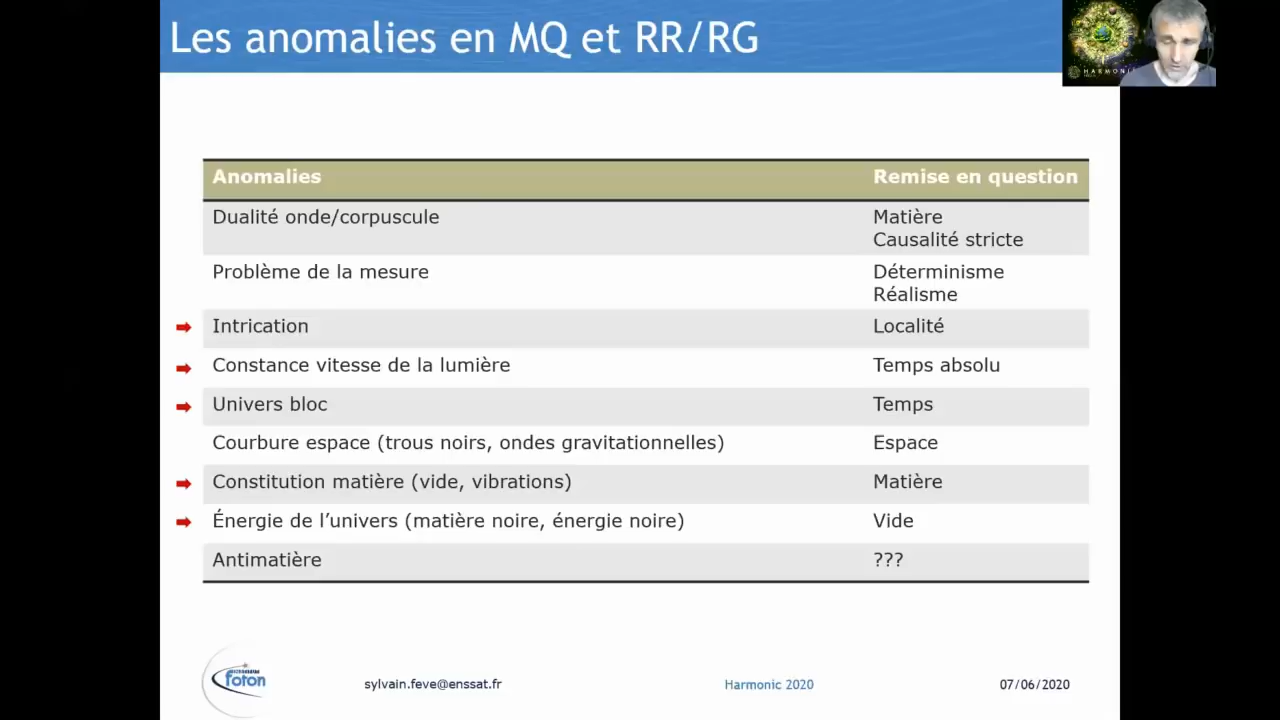 Les anomalies en MQ et RR/RG
HARMONI
Anomalies Remise en question
Dualité onde/corpuscule Matière
Causalité stricte
Problème de la mesure Déterminisme
Réalisme
Intrication Localité
Constance vitesse de la lumière Temps absolu
Univers bloc Temps
Courbure espace (trous noirs, ondes gravitationnelles) Espace
Constitution matière (vide, vibrations) Matière
Énergie de l’univers (matière noire, énergie noire) Vide
Antimatière ???
foton
sylvain.feve@enssat.fr Harmonic 2020 07/06/2020